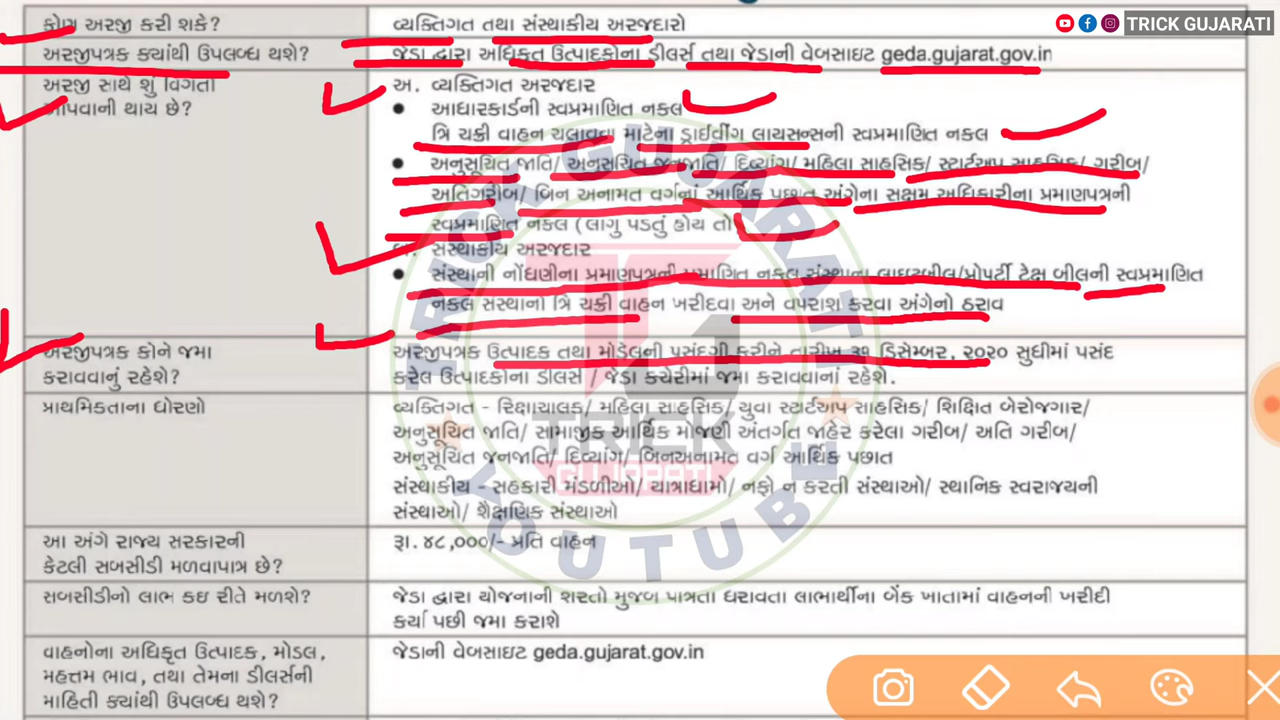 TRICK GUJARATI
કોણ અરજી કરી શકે?
વ્યક્તિગત તથા સંસ્થાકીય અરજદારો
અરજીપત્રક ક્યાંથી ઉપલબ્ધ થશે?
જેડા દ્વારા અધિકૃત ઉત્પાદકોના ડીલર્સ તથા જેડાની વેબસાઇટ geda.gujarat.gov.in
અરજી સાથે શું વિગતો
આપવાની થાય છે?
અ. વ્યક્તિગત અરજદાર
● આધારકાર્ડની સ્વપ્રમાણિત નકલ
ત્રિ ચક્રી વાહન ચલાવવા માટેના ડ્રાઈવીંગ લાયસન્સની સ્વપ્રમાણિત નકલ
● અનુસૂચિત જાતિ/ અનુસૂચિત જનજાતિ/ દિવ્યાંગ/ મહિલા સાહસિક/ સ્ટાર્ટઅપ સાહસિક/ ગરીબ/
અતિગરીબ/ બિન અનામત વર્ગનાં આર્થિક પછાત અંગેના સક્ષમ અધિકારીના પ્રમાણપત્રની
સ્વપ્રમાણિત નકલ (લાગુ પડતું હોય તો)
સંસ્થાકીય અરજદાર
● સંસ્થાની નોંધણીના પ્રમાણપત્રની પ્રમાણિત નકલ સંસ્થાના લાઇટબીલ/પ્રોપર્ટી ટેક્ષ બીલની સ્વપ્રમાણિત
નકલ સંસ્થાનો ત્રિ ચક્રી વાહન ખરીદવા અને વપરાશ કરવા અંગેનો ઠરાવ
અરજીપત્રક કોને જમા
કરાવવાનું રહેશે?
અરજીપત્રક ઉત્પાદક તથા મોડેલની પસંદગી કરીને તારીખ ૩૧ ડિસેમ્બર, ૨૦૨૦ સુધીમાં પસંદ
કરેલ ઉત્પાદકોના ડીલર્સ / જેડા કચેરીમાં જમા કરાવવાનાં રહેશે.
પ્રાથમિકતાના ધોરણો
વ્યક્તિગત - રિક્ષાચાલક/ મહિલા સાહસિક/ યુવા સ્ટાર્ટઅપ સાહસિક/ શિક્ષિત બેરોજગાર/
અનુસૂચિત જાતિ/ સામાજીક આર્થિક મોજણી અંતર્ગત જાહેર કરેલા ગરીબ/ અતિ ગરીબ/
અનુસૂચિત જનજાતિ/ દિવ્યાંગ/ બિનઅનામત વર્ગ આર્થિક પછાત
સંસ્થાકીય - સહકારી મંડળીઓ/ યાત્રાધામો/ નફો ન કરતી સંસ્થાઓ/ સ્થાનિક સ્વરાજ્યની
સંસ્થાઓ/ શૈક્ષણિક સંસ્થાઓ
આ અંગે રાજ્ય સરકારની
કેટલી સબસીડી મળવાપાત્ર છે?
રૂા. ૪૮,૦૦૦/- પ્રતિ વાહન
સબસીડીનો લાભ કઇ રીતે મળશે?
જેડા દ્વારા યોજનાની શરતો મુજબ પાત્રતા ધરાવતા લાભાર્થીના બેંક ખાતામાં વાહનની ખરીદી
કર્યા પછી જમા કરાશે
વાહનોના અધિકૃત ઉત્પાદક, મોડલ,
મહત્તમ ભાવ, તથા તેમના ડીલર્સની
માહિતી ક્યાંથી ઉપલબ્ધ થશે?
જેડાની વેબસાઇટ geda.gujarat.gov.in
TRICK GUJARATI
YOUTUBE
TRICK
GUJARATI